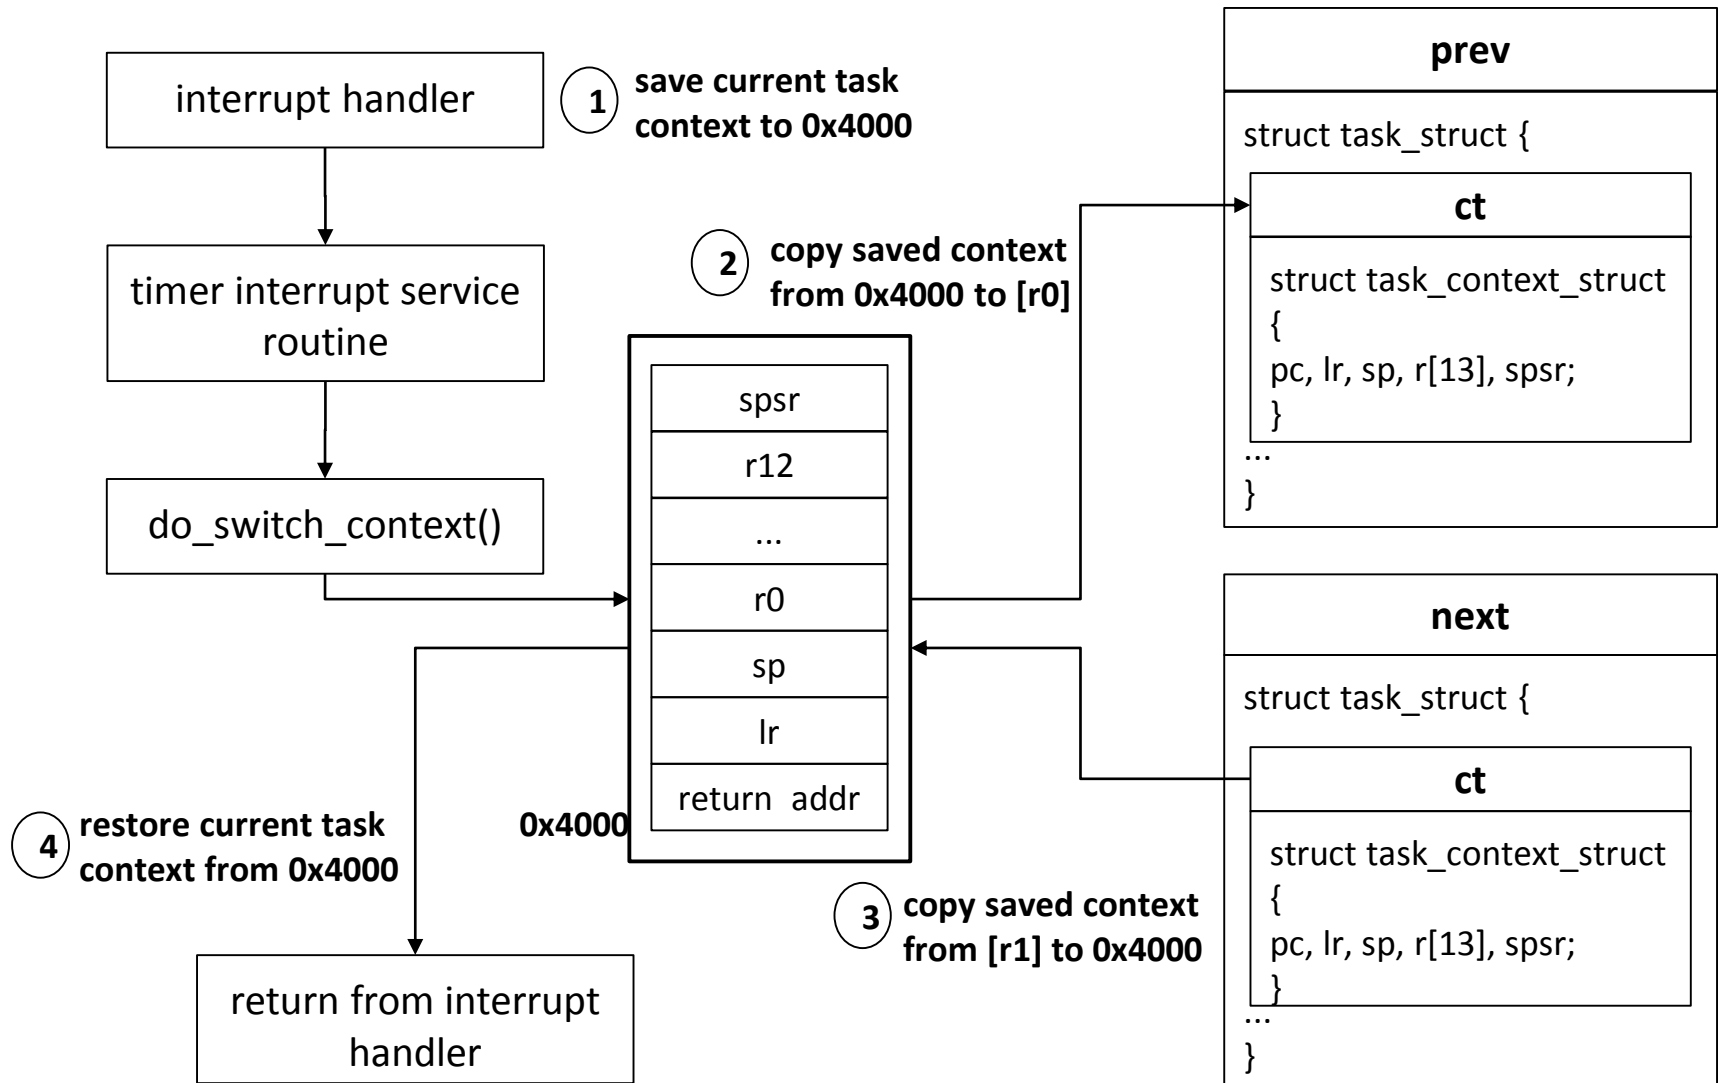 interrupt handler
1
save current task
context to 0x4000
timer interrupt service
routine
do_switch_context()
2
copy saved context
from 0x4000 to [r0]
spsr
r12
...
r0
sp
lr
return addr
0x4000
3
copy saved context
from [r1] to 0x4000
4
restore current task
context from 0x4000
return from interrupt
handler
prev
struct task_struct {
ct
struct task_context_struct
{
pc, lr, sp, r[13], spsr;
}
...
}
next
struct task_struct {
ct
struct task_context_struct
{
pc, lr, sp, r[13], spsr;
}
...
}